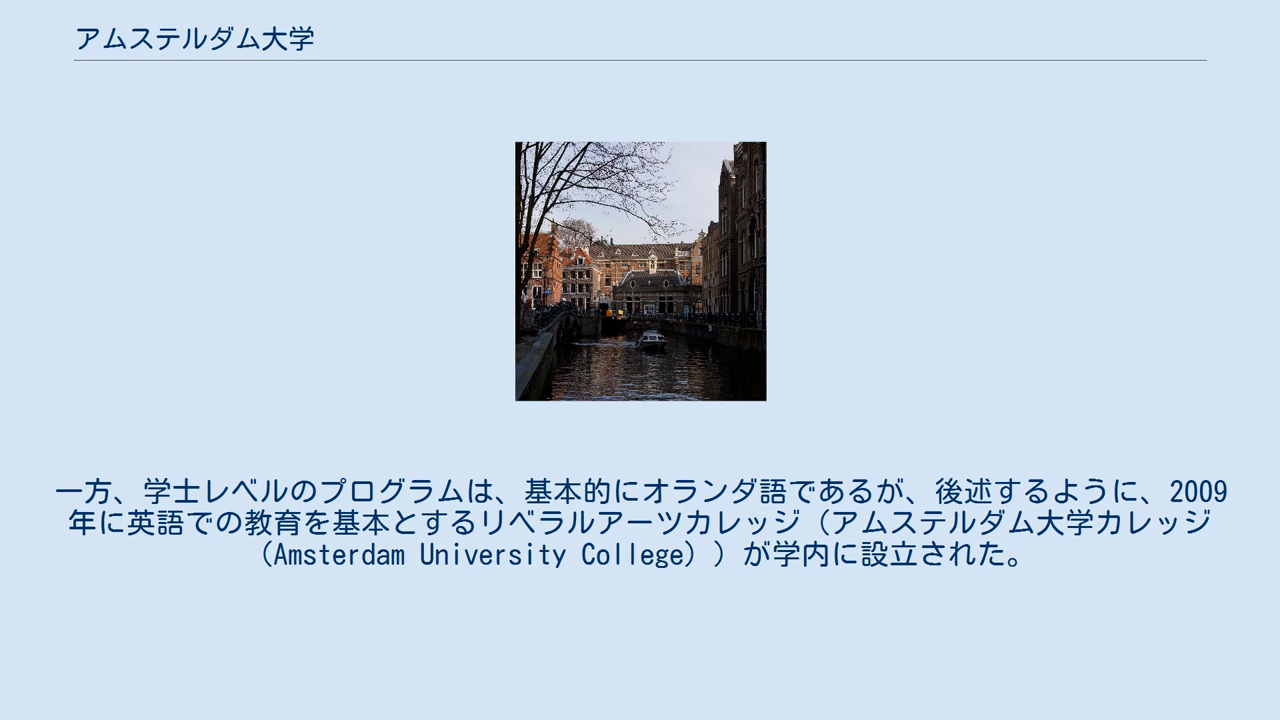 アムステルダム大学
一方、学士レベルのプログラムは、基本的にオランダ語であるが、後述するように、2009
年に英語での教育を基本とするリベラルアーツカレッジ（アムステルダム大学カレッジ
（Amsterdam University College））が学内に設立された。